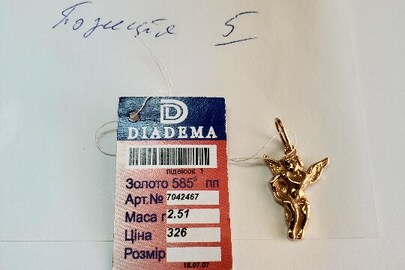 Позиція 5
DIADEMA
підвісок 1
Золото 585° пп
Арт.№ 7042467
Маса г 2.51
Ціна 326
Розмір
18.07.07